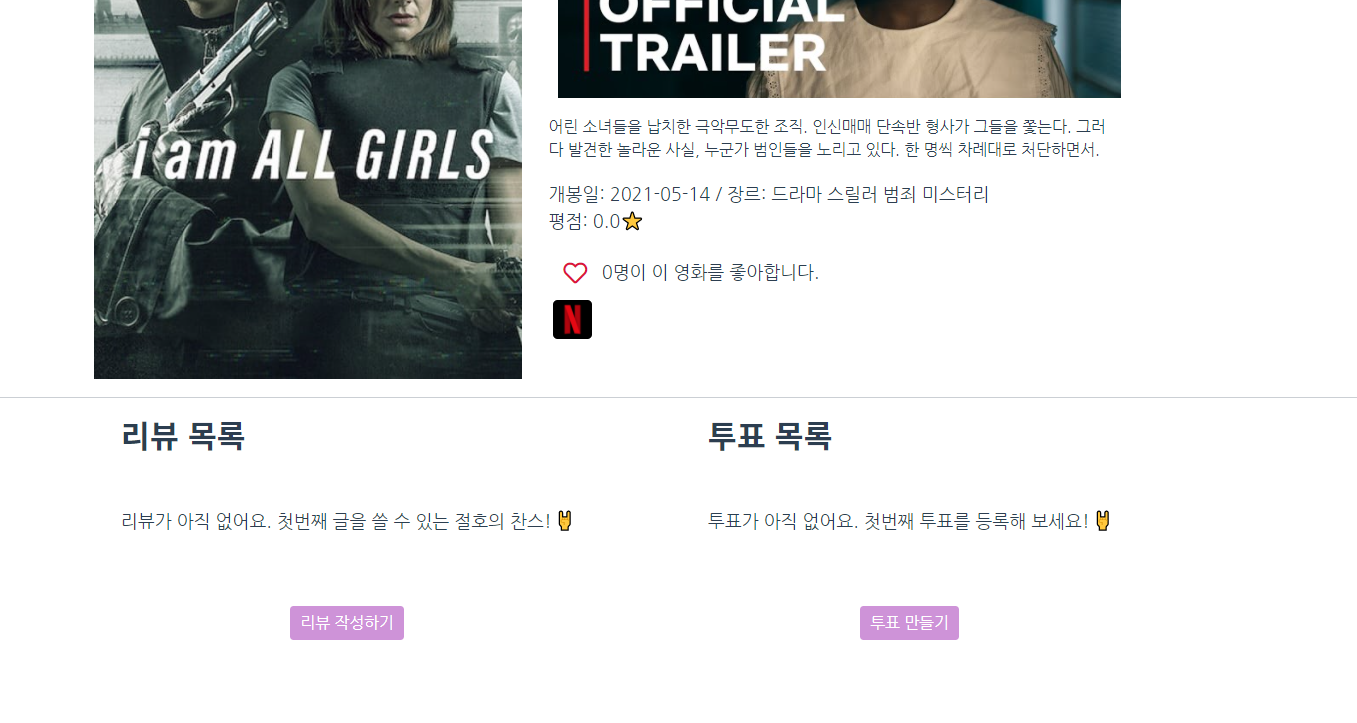 OFFICIAL
TRAILER
i am ALL GIRLS
어린 소녀들을 납치한 극악무도한 조직. 인신매매 단속반 형사가 그들을 쫓는다. 그러
다 발견한 놀라운 사실, 누군가 범인들을 노리고 있다. 한 명씩 차례대로 처단하면서.
개봉일: 2021-05-14 / 장르: 드라마 스릴러 범죄 미스터리
평점: 0.0⭐
0명이 이 영화를 좋아합니다.
N
리뷰 목록
리뷰가 아직 없어요. 첫번째 글을 쓸 수 있는 절호의 찬스! 🤘
리뷰 작성하기
투표 목록
투표가 아직 없어요. 첫번째 투표를 등록해 보세요! 🤘
투표 만들기